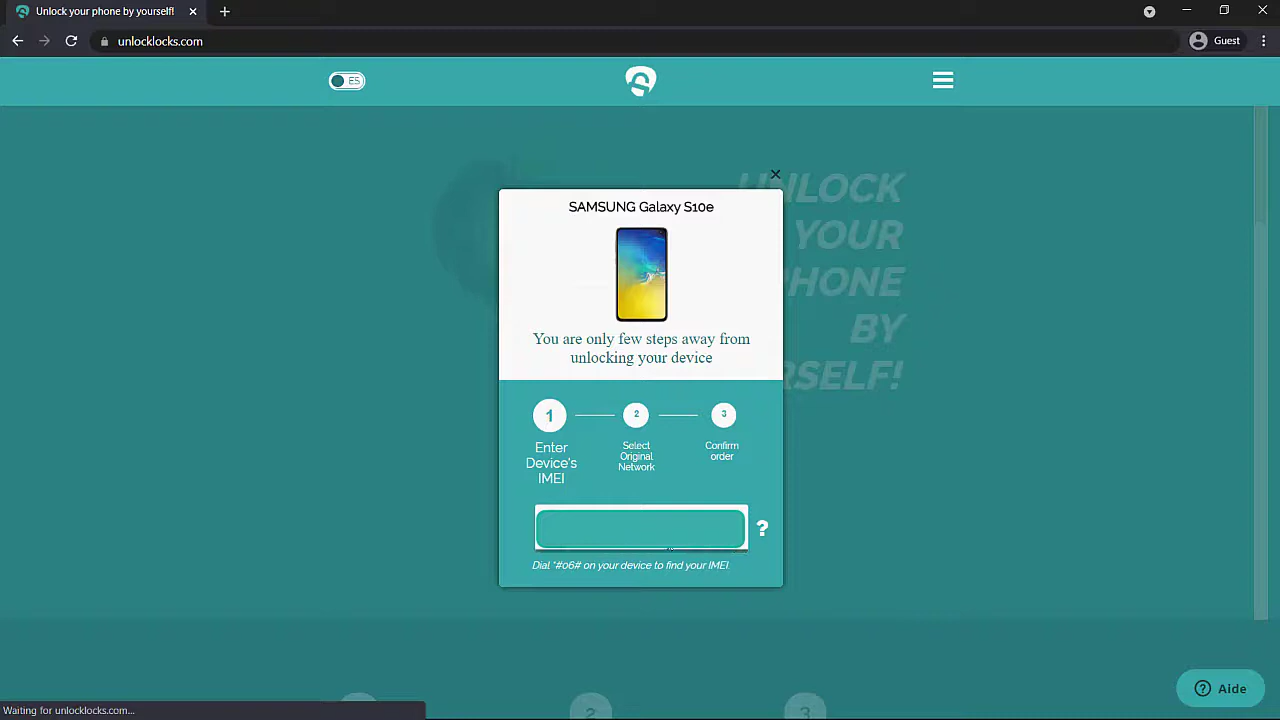 Unlock your phone by yourself!
unlocklocks.com
Guest
ES
UNLOCK
YOUR
PHONE
BY
SAMSUNG Galaxy S10e
You are only few steps away from
unlocking your device
1
2
3
Enter
Device's
IMEI
Select
Original
Network
Confirm
order
?
Dial *#06# on your device to find your IMEI.
Aide
Waiting for unlocklocks.com...
2
3